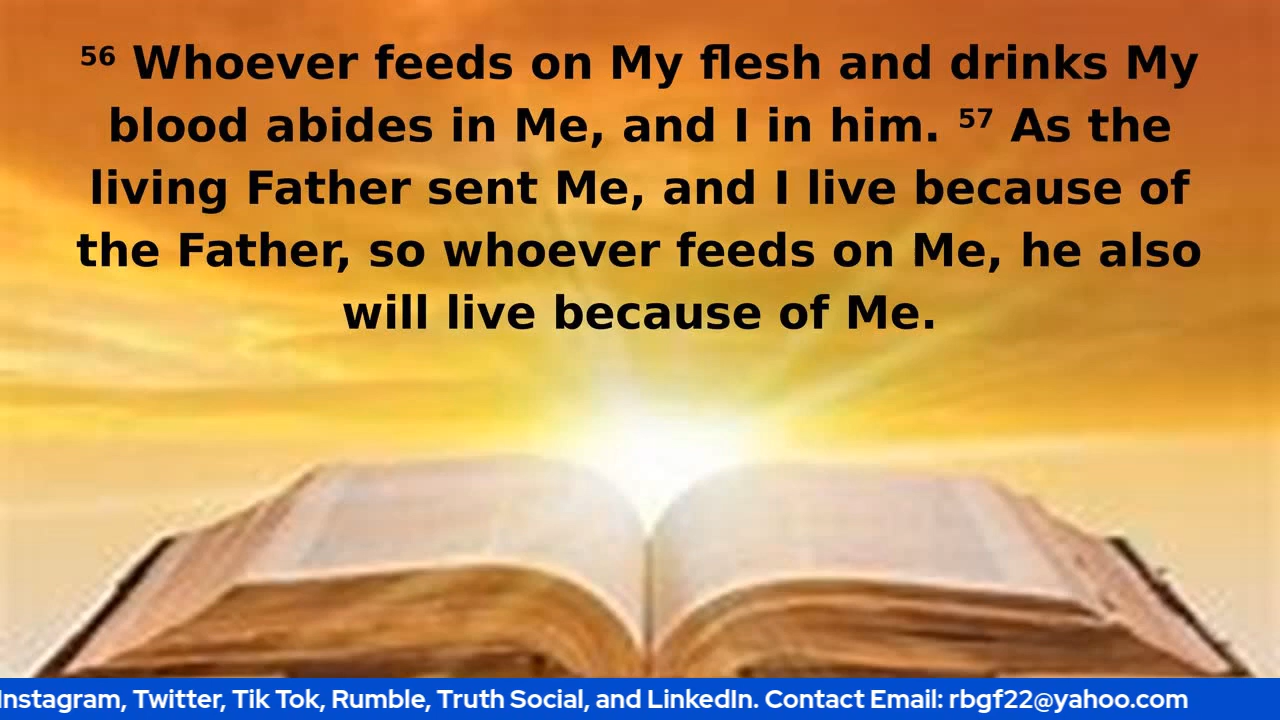 ⁵⁶ Whoever feeds on My flesh and drinks My
blood abides in Me, and I in him. ⁵⁷ As the
living Father sent Me, and I live because of
the Father, so whoever feeds on Me, he also
will live because of Me.
Instagram, Twitter, Tik Tok, Rumble, Truth Social, and LinkedIn. Contact Email: rbgf22@yahoo.com